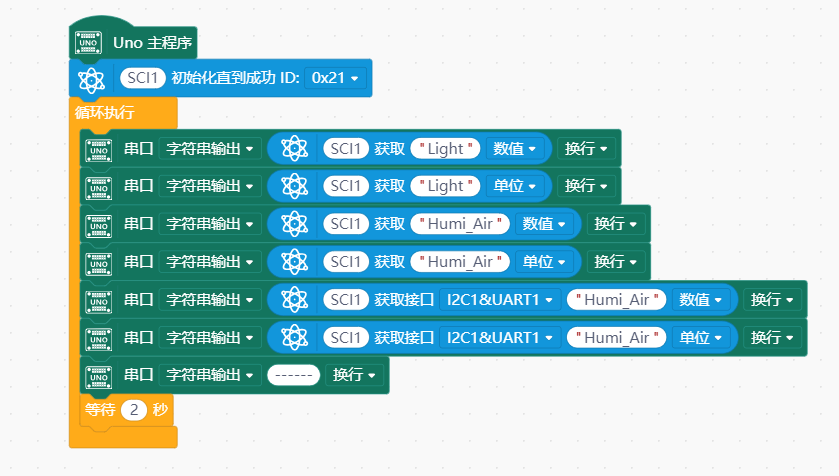 UNO Uno 主程序
SCI1 初始化直到成功 ID: 0x21
循环执行
UNO 串口 字符串输出 SCI1 获取 "Light" 数值 换行
UNO 串口 字符串输出 SCI1 获取 "Light" 单位 换行
UNO 串口 字符串输出 SCI1 获取 "Humi_Air" 数值 换行
UNO 串口 字符串输出 SCI1 获取 "Humi_Air" 单位 换行
UNO 串口 字符串输出 SCI1 获取接口 I2C1&UART1 "Humi_Air" 数值 换行
UNO 串口 字符串输出 SCI1 获取接口 I2C1&UART1 "Humi_Air" 单位 换行
UNO 串口 字符串输出 ------ 换行
等待 2 秒